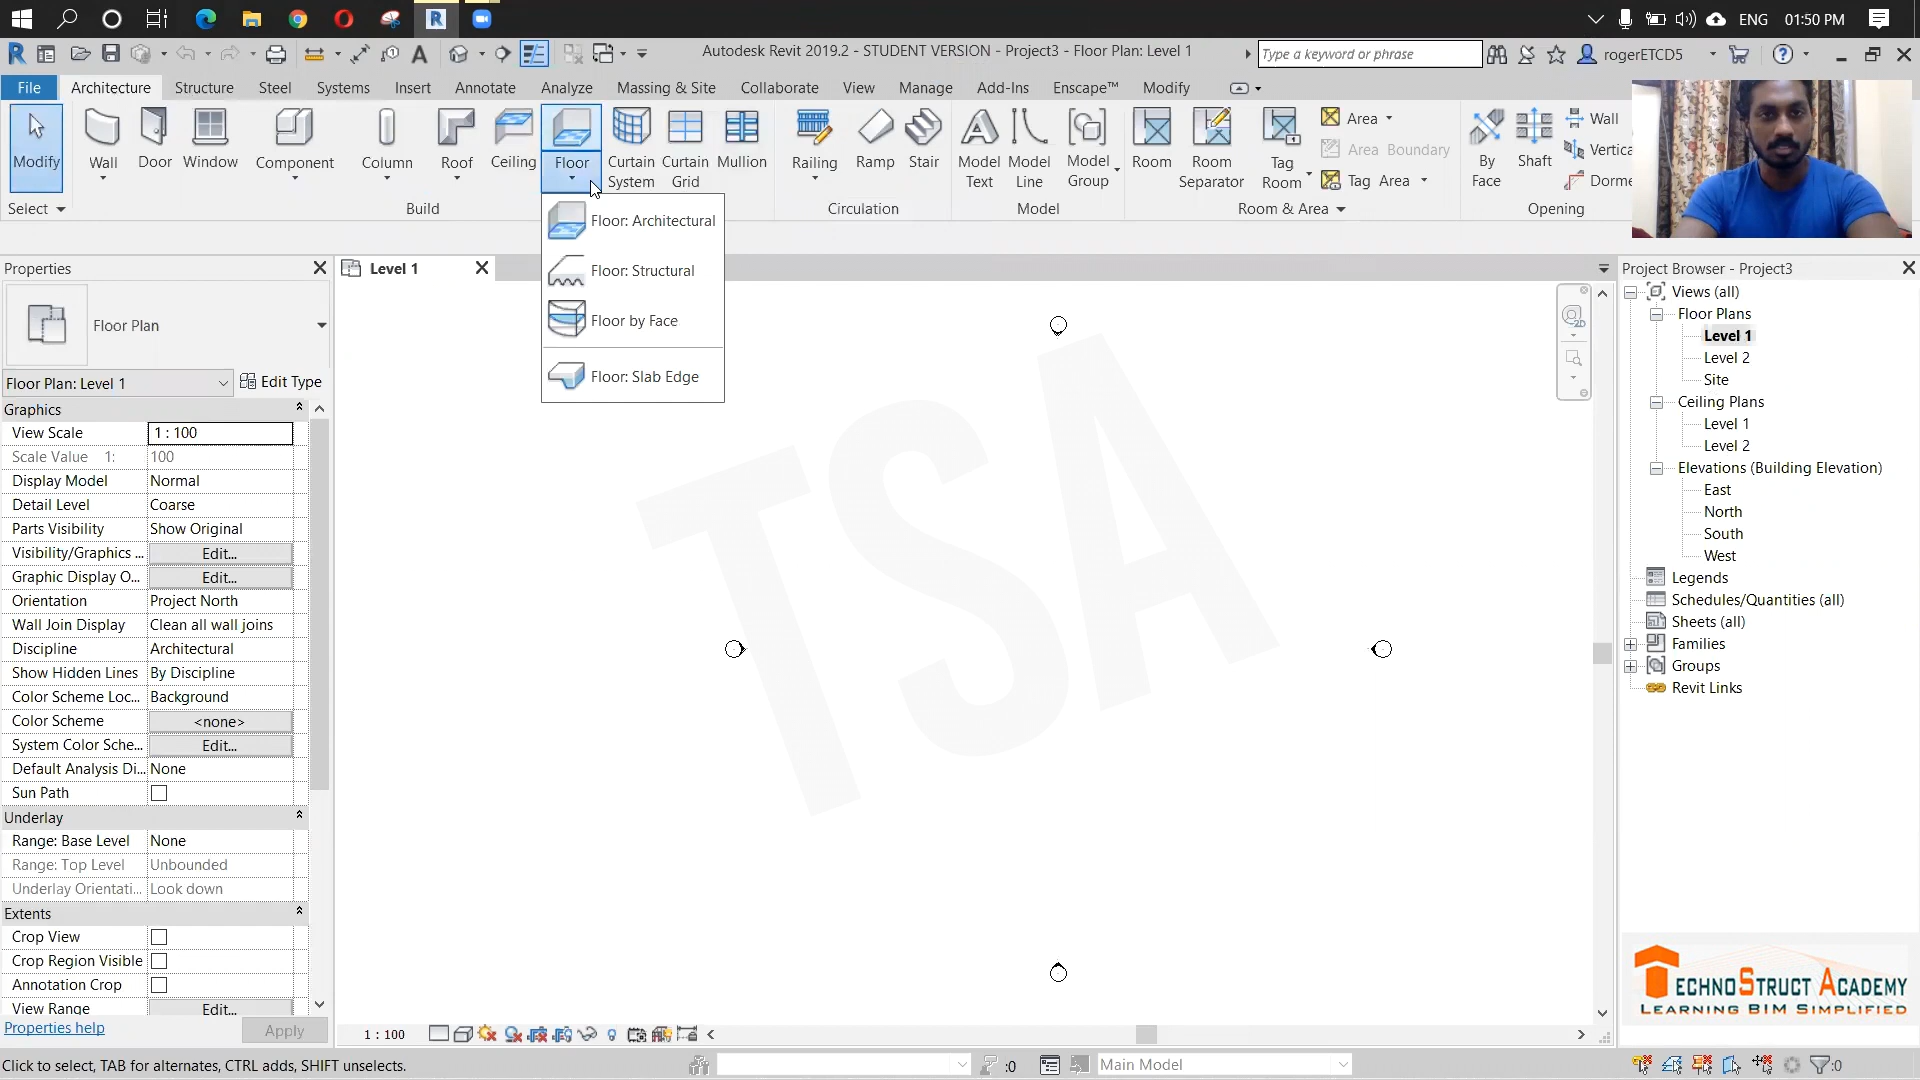 ENG 01:50 PM
Autodesk Revit 2019.2 - STUDENT VERSION - Project3 - Floor Plan: Level 1
Type a keyword or phrase
rogerETCD5
File Architecture Structure Steel Systems Insert Annotate Analyze Massing & Site Collaborate View Manage Add-Ins Enscape™ Modify
Modify
Wall
Door
Window
Component
Column
Roof
Ceiling
Floor
Curtain System
Curtain Grid
Mullion
Railing
Ramp
Stair
Model Text
Model Line
Model Group
Room
Room Separator
Tag Room
Area
Area Boundary
Tag Area
By Face
Shaft
Wall
Vertica
Dorme
Select
Build
Circulation
Model
Room & Area
Opening
Floor: Architectural
Floor: Structural
Floor by Face
Floor: Slab Edge
Properties
Floor Plan
Floor Plan: Level 1
Edit Type
Graphics
View Scale 1 : 100
Scale Value 1: 100
Display Model Normal
Detail Level Coarse
Parts Visibility Show Original
Visibility/Graphics ... Edit...
Graphic Display O... Edit...
Orientation Project North
Wall Join Display Clean all wall joins
Discipline Architectural
Show Hidden Lines By Discipline
Color Scheme Loc... Background
Color Scheme <none>
System Color Sche... Edit...
Default Analysis Di... None
Sun Path
Underlay
Range: Base Level None
Range: Top Level Unbounded
Underlay Orientati... Look down
Extents
Crop View
Crop Region Visible
Annotation Crop
View Range Edit...
Properties help
Apply
Level 1
2D
TSA
1 : 100
Project Browser - Project3
Views (all)
Floor Plans
Level 1
Level 2
Site
Ceiling Plans
Level 1
Level 2
Elevations (Building Elevation)
East
North
South
West
Legends
Schedules/Quantities (all)
Sheets (all)
Families
Groups
Revit Links
TECHNOSTRUCT ACADEMY
LEARNING BIM SIMPLIFIED
Click to select, TAB for alternates, CTRL adds, SHIFT unselects.
:0
Main Model
:0